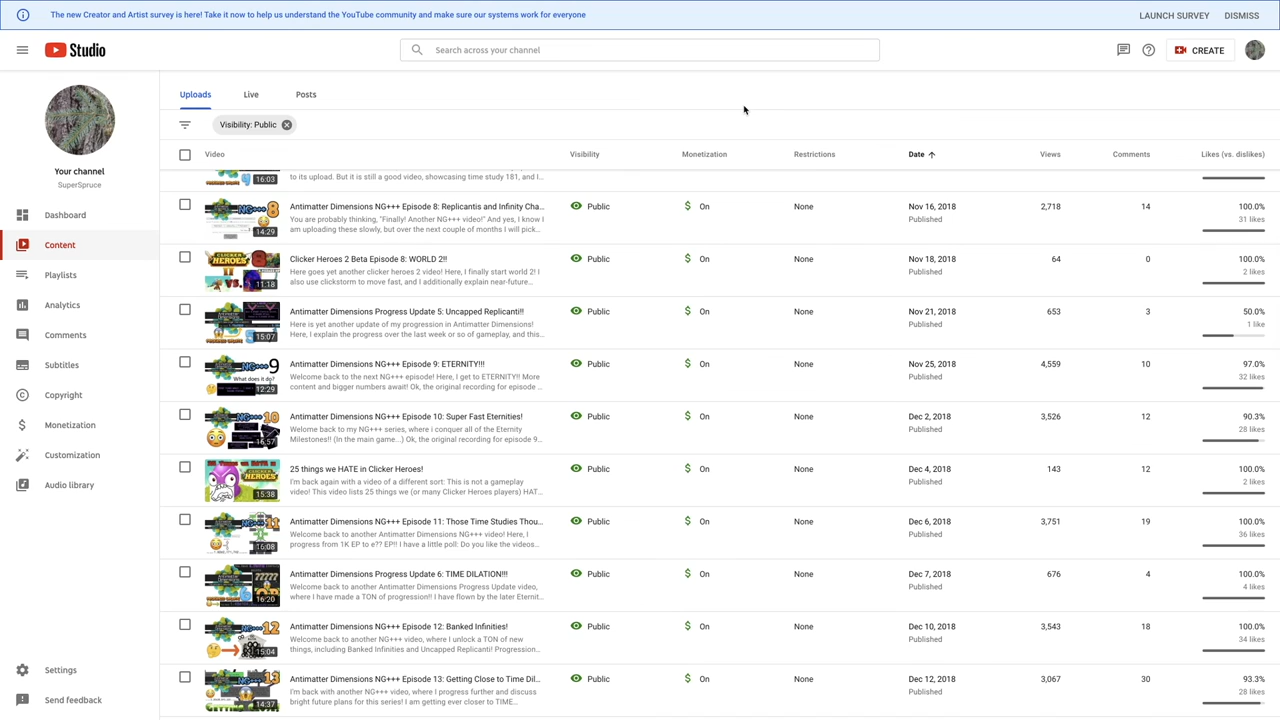 The new Creator and Artist survey is here! Take it now to help us understand the YouTube community and make sure our systems work for everyone
LAUNCH SURVEY
DISMISS
Studio
Search across your channel
CREATE
Your channel
SuperSpruce
Dashboard
Content
Playlists
Analytics
Comments
Subtitles
Copyright
Monetization
Customization
Audio library
Settings
Send feedback
Uploads
Live
Posts
Visibility: Public
Video
Visibility
Monetization
Restrictions
Date
Views
Comments
Likes (vs. dislikes)
16:03
to its upload. But it is still a good video, showcasing time study 181, and I...
8
14:29
Antimatter Dimensions NG+++ Episode 8: Replicantis and Infinity Cha...
You are probably thinking, "Finally! Another NG+++ video!" And yes, I know I
am uploading these slowly, but over the next couple of months I will pick...
Public
On
None
Nov 16, 2018
Published
2,718
14
100.0%
31 likes
11:18
Clicker Heroes 2 Beta Episode 8: WORLD 2!!
Here goes yet another clicker heroes 2 video! Here, I finally start world 2! I
also use clickstorm to move fast, and I additionally explain near-future...
Public
On
None
Nov 18, 2018
Published
64
0
100.0%
2 likes
15:07
Antimatter Dimensions Progress Update 5: Uncapped Replicanti!!
Here is yet another update of my progression in Antimatter Dimensions!
Here, I explain the progress over the last week or so of gameplay, and this...
Public
On
None
Nov 21, 2018
Published
653
3
50.0%
1 like
9
What does it do?
12:29
Antimatter Dimensions NG+++ Episode 9: ETERNITY!!!
Welcome back to the next NG+++ episode! Here, I get to ETERNITY!! More
content and bigger numbers await! Ok, the original recording for episode ...
Public
On
None
Nov 25, 2018
Published
4,559
10
97.0%
32 likes
10
16:57
Antimatter Dimensions NG+++ Episode 10: Super Fast Eternities!
Welome back to my NG+++ series, where i conquer all of the Eternity
Milestones!! (In the main game...) Ok, the original recording for episode 9...
Public
On
None
Dec 2, 2018
Published
3,526
12
90.3%
28 likes
15:38
25 things we HATE in Clicker Heroes!
I'm back again with a video of a different sort: This is not a gameplay
video! This video lists 25 things we (or many Clicker Heroes players) HAT...
Public
On
None
Dec 4, 2018
Published
143
12
100.0%
2 likes
11
16:08
Antimatter Dimensions NG+++ Episode 11: Those Time Studies Thou...
Welcome back to another Antimatter Dimensions NG+++ video! Here, I
progress from 1K EP to e?? EP!! I have a little poll: Do you like the videos...
Public
On
None
Dec 6, 2018
Published
3,751
19
100.0%
36 likes
16:20
Antimatter Dimensions Progress Update 6: TIME DILATION!!!
Welcome back to another Antimatter Dimensions Progress Update video,
where I have made a TON of progression!! I have flown by the later Eternit...
Public
On
None
Dec 7, 2018
Published
676
4
100.0%
4 likes
12
15:04
Antimatter Dimensions NG+++ Episode 12: Banked Infinities!
Welcome back to another NG+++ video, where I unlock a TON of new
things, including Banked Infinities and Uncapped Replicanti! Progression...
Public
On
None
Dec 10, 2018
Published
3,543
18
100.0%
34 likes
13
14:37
Antimatter Dimensions NG+++ Episode 13: Getting Close to Time Dil...
I'm back with another NG+++ video, where I progress further and discuss
bright future plans for this series! I am getting ever closer to TIME...
Public
On
None
Dec 12, 2018
Published
3,067
30
93.3%
28 likes